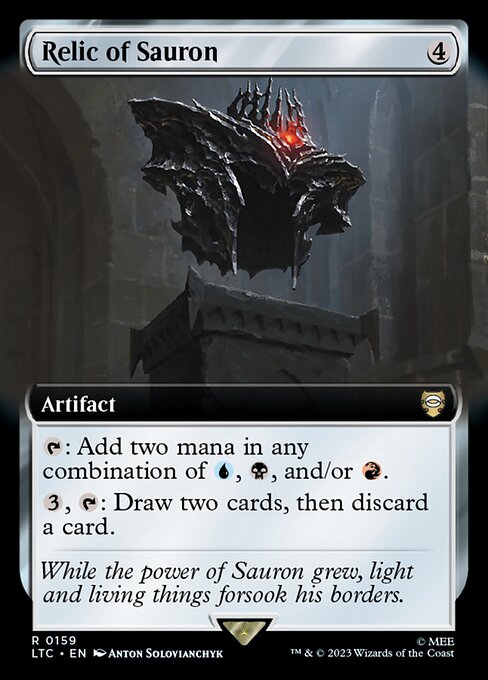 Relic of Sauron 4
Artifact
: Add two mana in any
combination of , , and/or .
3, : Draw two cards, then discard
a card.
While the power of Sauron grew, light
and living things forsook his borders.
R 0159
LTC • EN Anton Solovianchyk
© MEE
™ & © 2023 Wizards of the Coast